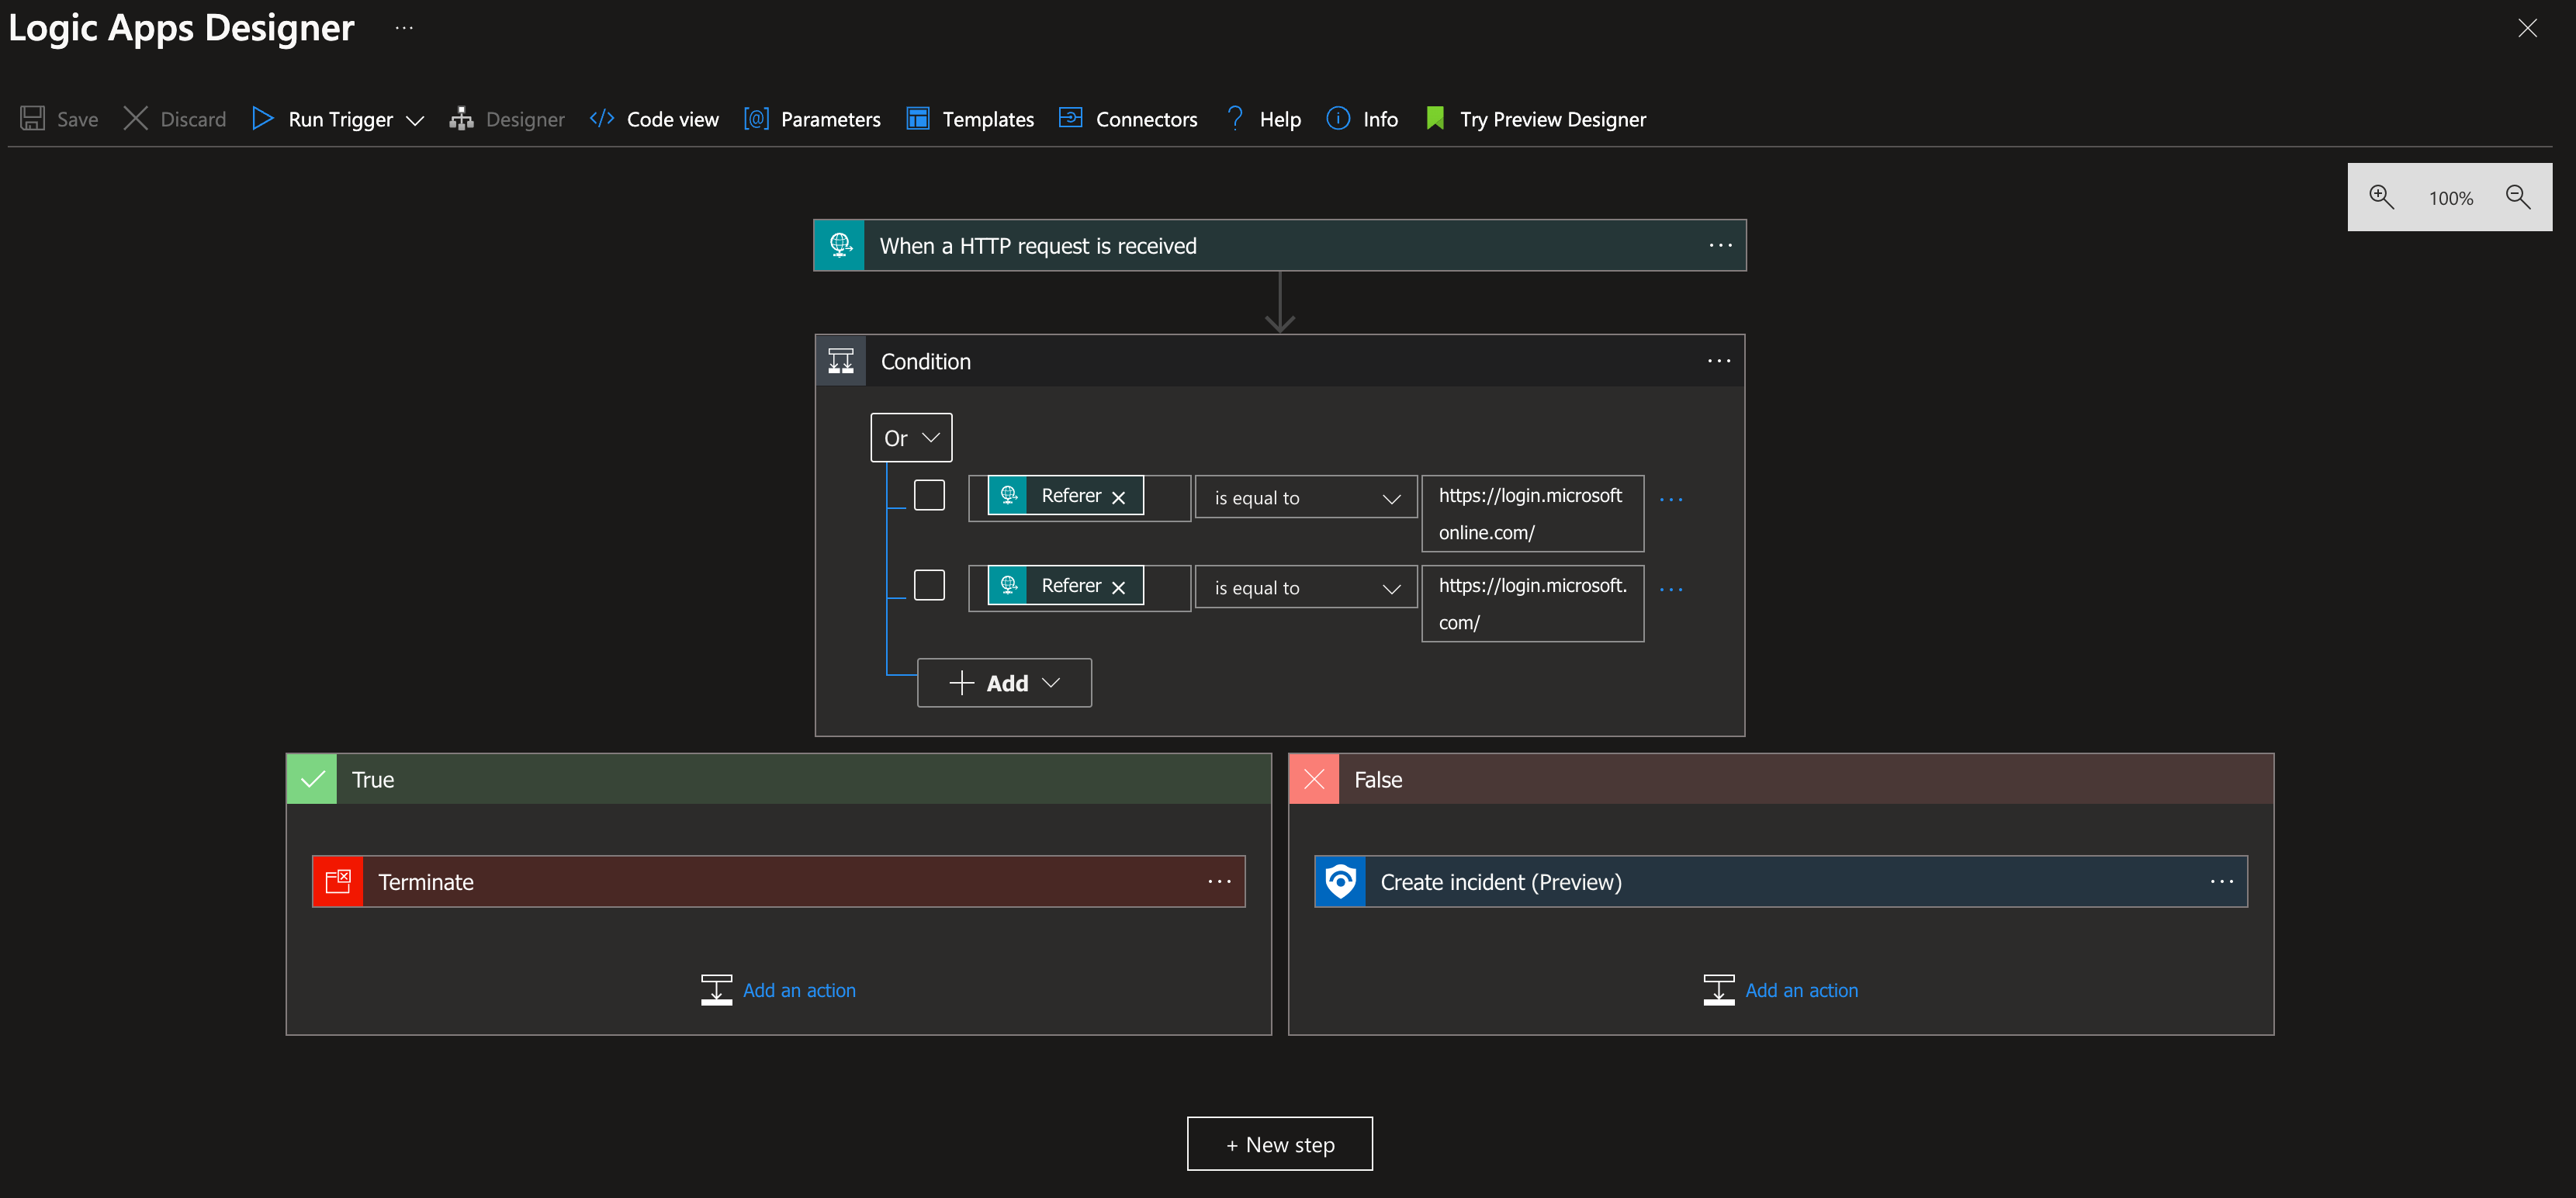 Logic Apps Designer ...
Save Discard Run Trigger Designer </> Code view [@] Parameters Templates Connectors ? Help Info Try Preview Designer
100%
When a HTTP request is received ...
Condition ...
Or
Referer is equal to https://login.microsoft
online.com/
...
Referer is equal to https://login.microsoft.
com/
...
+ Add
True
False
Terminate ...
Create incident (Preview) ...
Add an action
Add an action
+ New step